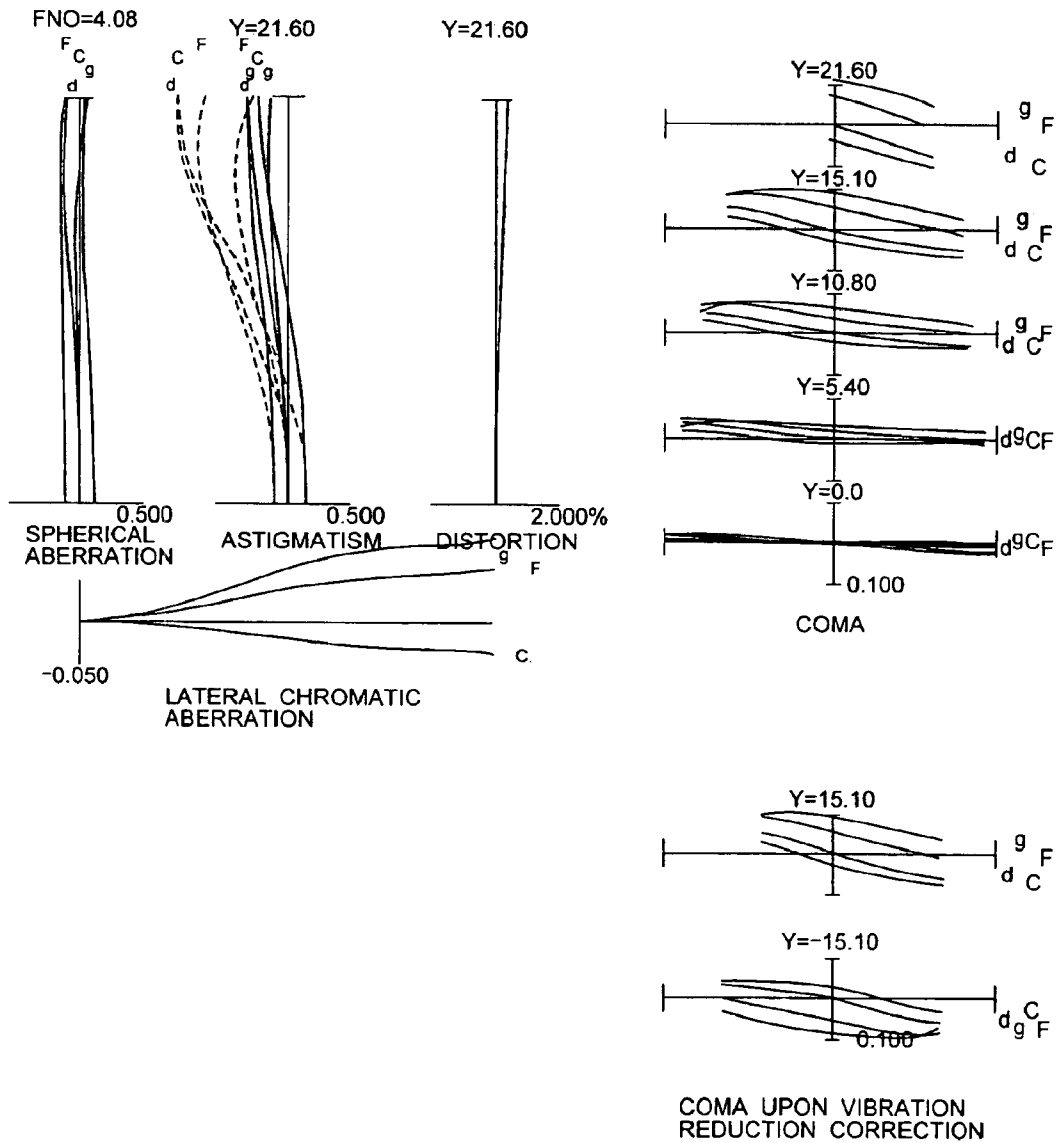 FNO=4.08
F
C
g
d
Y=21.60
C F
d
F
C
g g
d
Y=21.60
0.500
SPHERICAL
ABERRATION
0.500
ASTIGMATISM
2.000%
DISTORTION
g
F
C.
-0.050
LATERAL CHROMATIC
ABERRATION
Y=21.60
g F
d C
Y=15.10
g F
d C
Y=10.80
g F
d C
Y=5.40
d g C F
Y=0.0
d g C F
0.100
COMA
Y=15.10
g F
d C
Y=-15.10
C
d g F
0.100
COMA UPON VIBRATION
REDUCTION CORRECTION